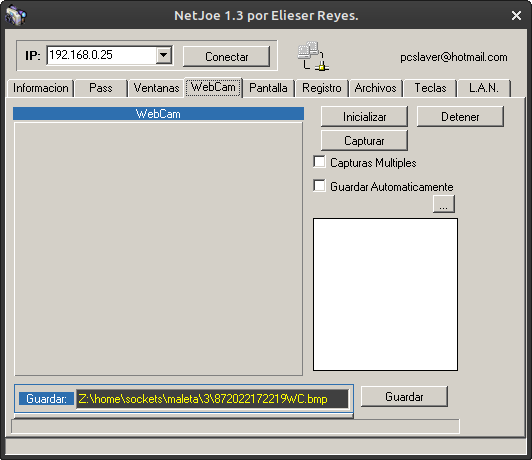 NetJoe 1.3 por Elieser Reyes.
IP: 192.168.0.25 Conectar pcslaver@hotmail.com
Informacion Pass Ventanas WebCam Pantalla Registro Archivos Teclas L.A.N.
WebCam
Inicializar Detener
Capturar
Capturas Multiples
Guardar Automaticamente
...
Guardar: Z:\home\sockets\maleta\3\872022172219WC.bmp Guardar